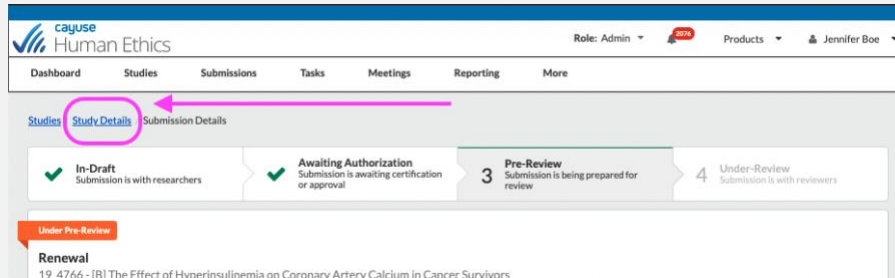 cayuse
Human Ethics
Role: Admin
2076
Products
Jennifer Boe
Dashboard Studies Submissions Tasks Meetings Reporting More
Studies / Study Details / Submission Details
In-Draft
Submission is with researchers
Awaiting Authorization
Submission is awaiting certification
or approval
3
Pre-Review
Submission is being prepared for
review
4
Under-Review
Submission is with reviewers
Under Pre-Review
Renewal
19_4766 - [B] The Effect of Hyperinsulinemia on Coronary Artery Calcium in Cancer Survivors